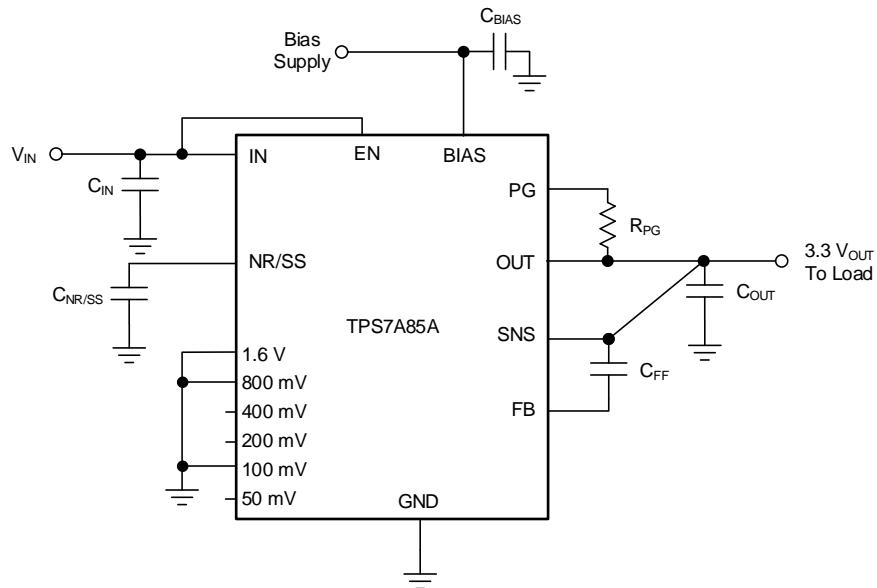 C_BIAS
Bias
Supply
V_IN
IN
EN
BIAS
C_IN
PG
R_PG
NR/SS
OUT
3.3 V_OUT
To Load
C_NR/SS
C_OUT
TPS7A85A
SNS
1.6 V
C_FF
800 mV
400 mV
FB
200 mV
100 mV
50 mV
GND